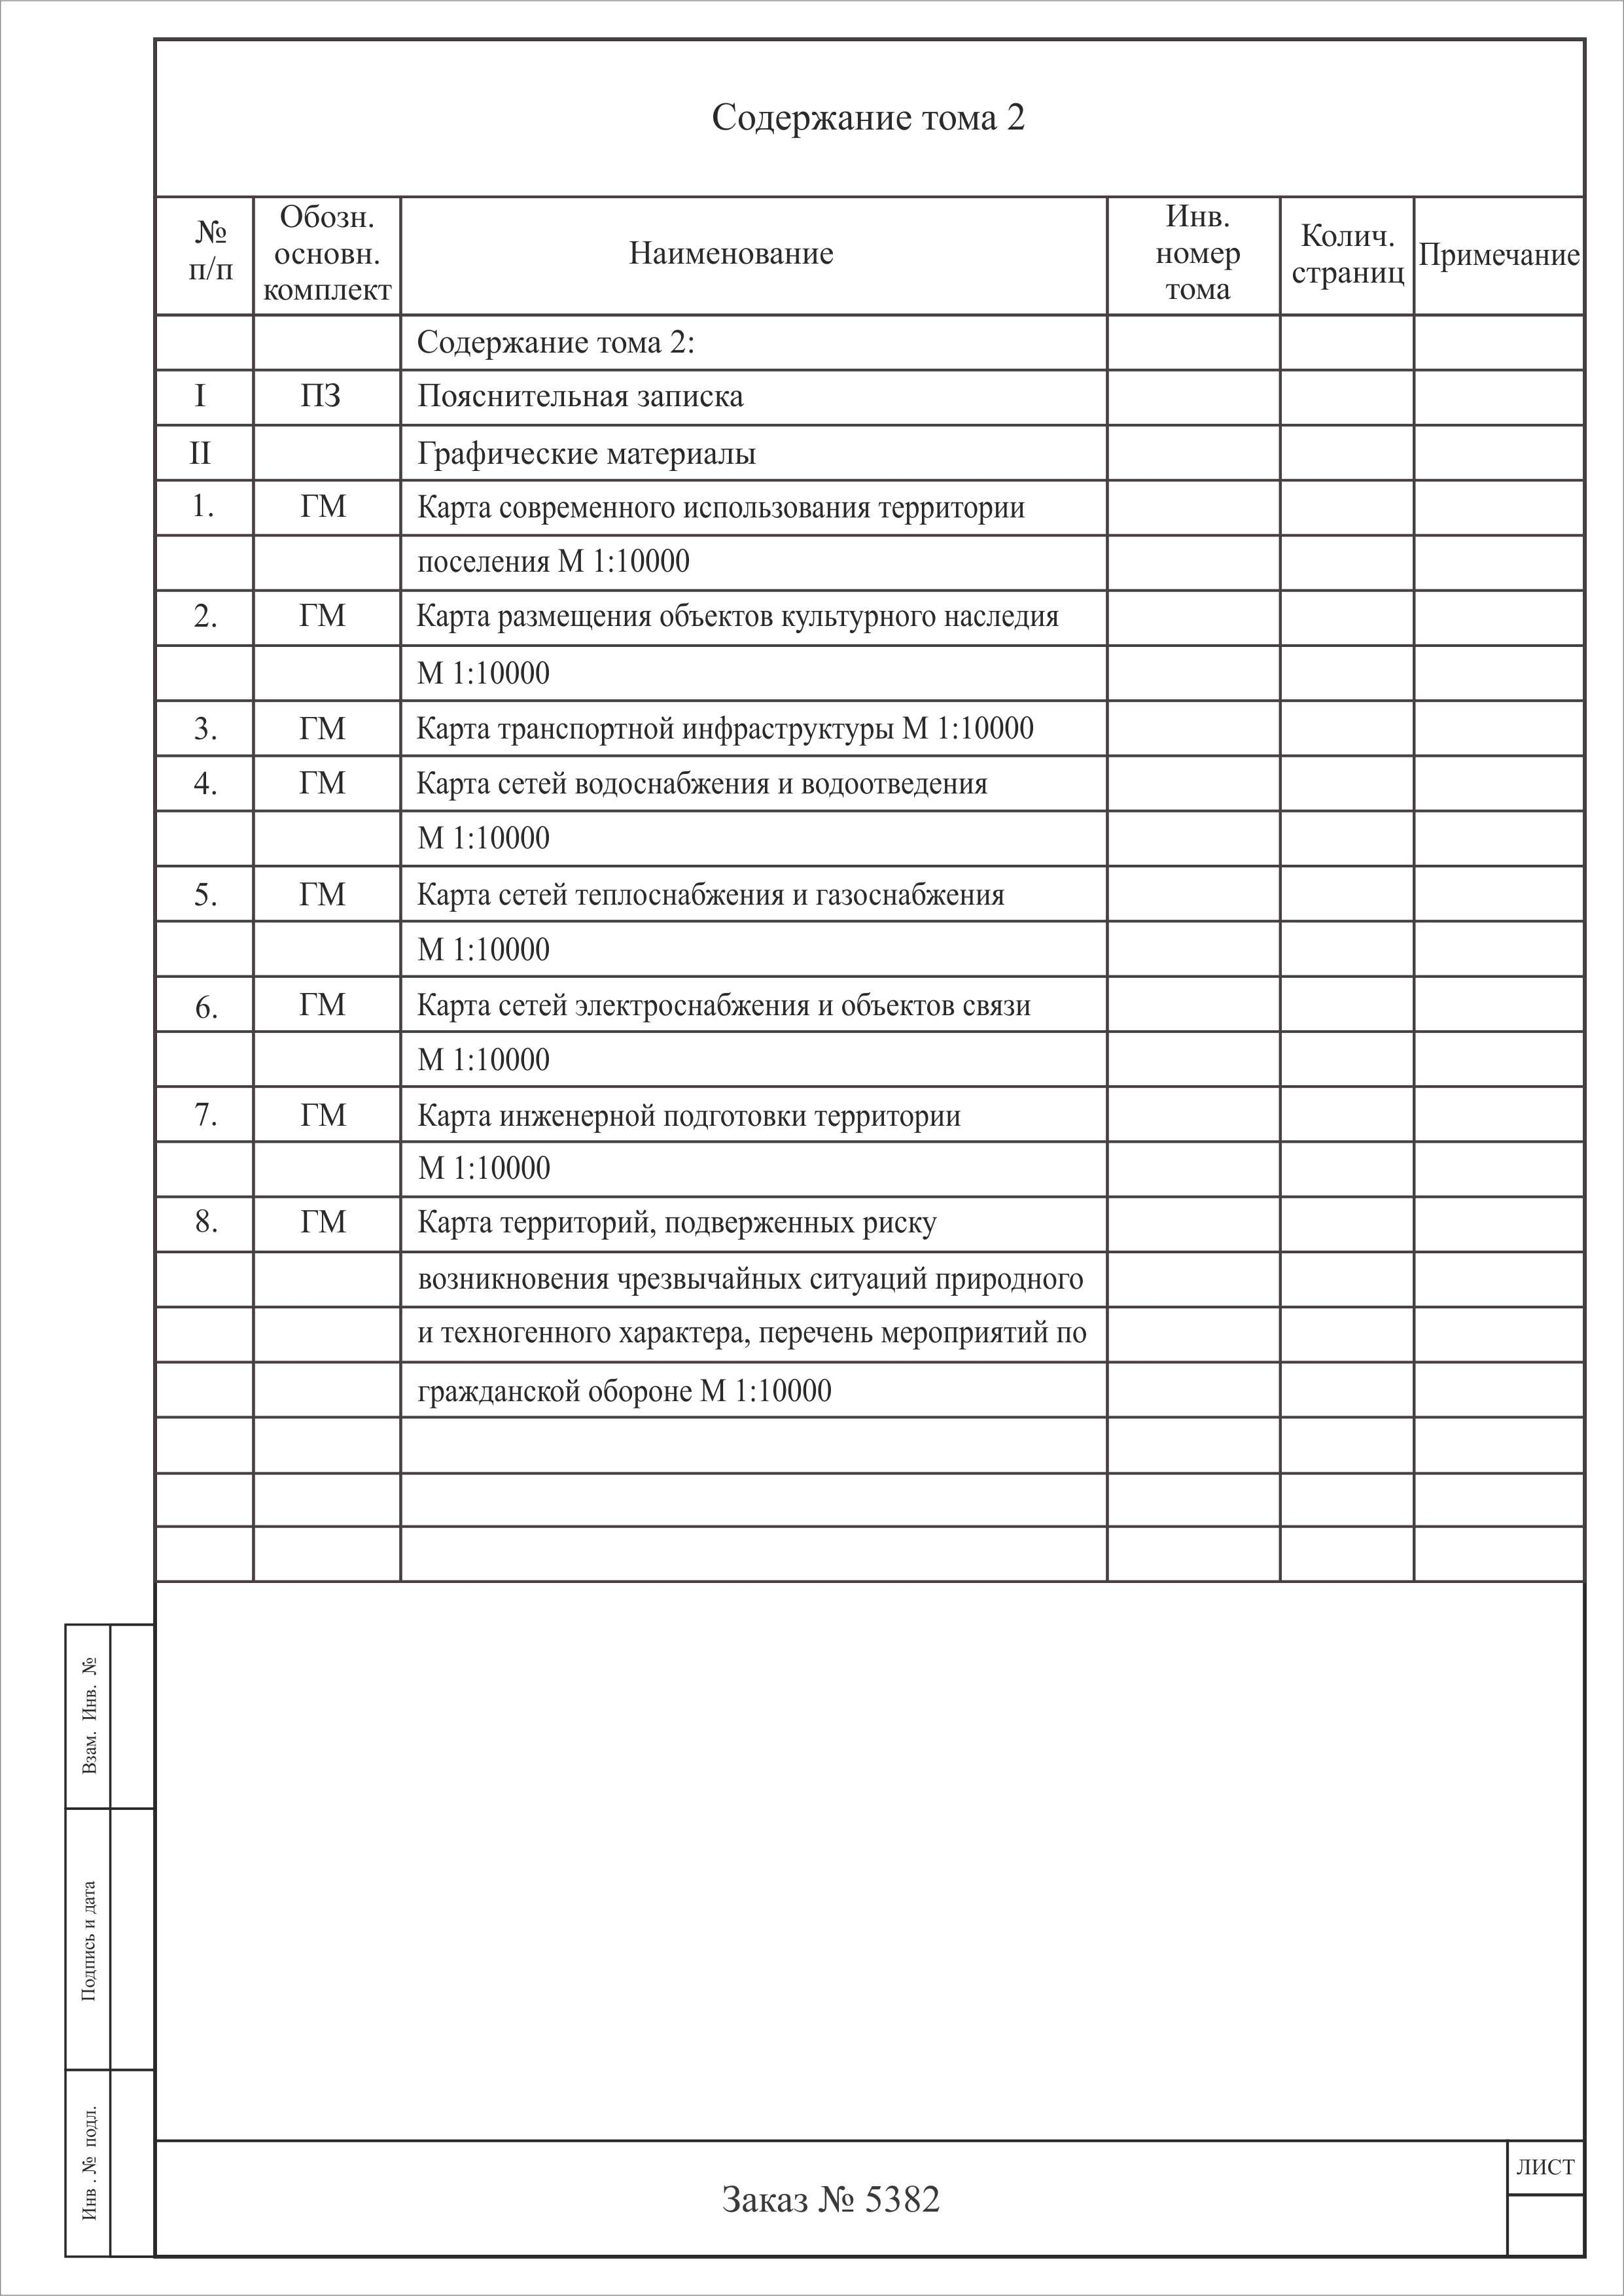 Содержание тома 2
№
п/п
Обозн.
основн.
комплект
Наименование
Инв.
номер
тома
Колич.
страниц
Примечание
Содержание тома 2:
I ПЗ Пояснительная записка
II Графические материалы
1. ГМ Карта современного использования территории
поселения М 1:10000
2. ГМ Карта размещения объектов культурного наследия
М 1:10000
3. ГМ Карта транспортной инфраструктуры М 1:10000
4. ГМ Карта сетей водоснабжения и водоотведения
М 1:10000
5. ГМ Карта сетей теплоснабжения и газоснабжения
М 1:10000
6. ГМ Карта сетей электроснабжения и объектов связи
М 1:10000
7. ГМ Карта инженерной подготовки территории
М 1:10000
8. ГМ Карта территорий, подверженных риску
возникновения чрезвычайных ситуаций природного
и техногенного характера, перечень мероприятий по
гражданской обороне М 1:10000
Взам. Инв. №
Подпись и дата
Инв . № подл.
Заказ № 5382
ЛИСТ